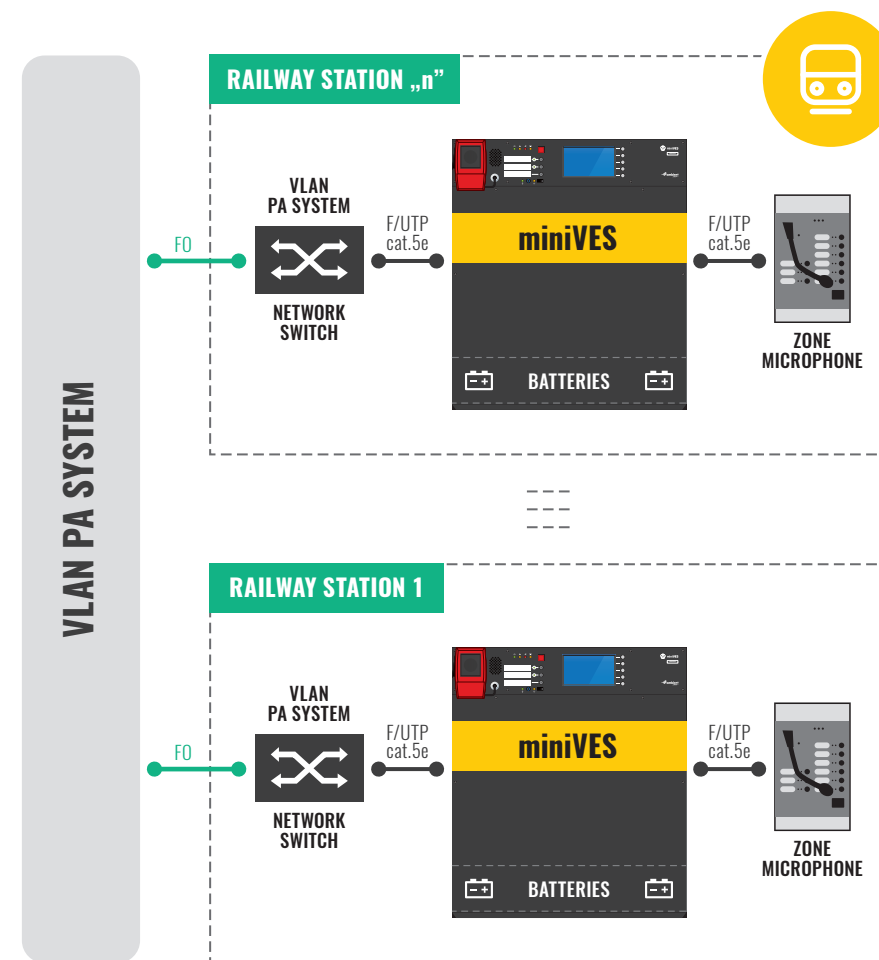 VLAN PA SYSTEM
RAILWAY STATION „n”
FO
VLAN
PA SYSTEM
NETWORK
SWITCH
F/UTP
cat.5e
miniVES
BATTERIES
F/UTP
cat.5e
ZONE
MICROPHONE
RAILWAY STATION 1
FO
VLAN
PA SYSTEM
NETWORK
SWITCH
F/UTP
cat.5e
miniVES
BATTERIES
F/UTP
cat.5e
ZONE
MICROPHONE